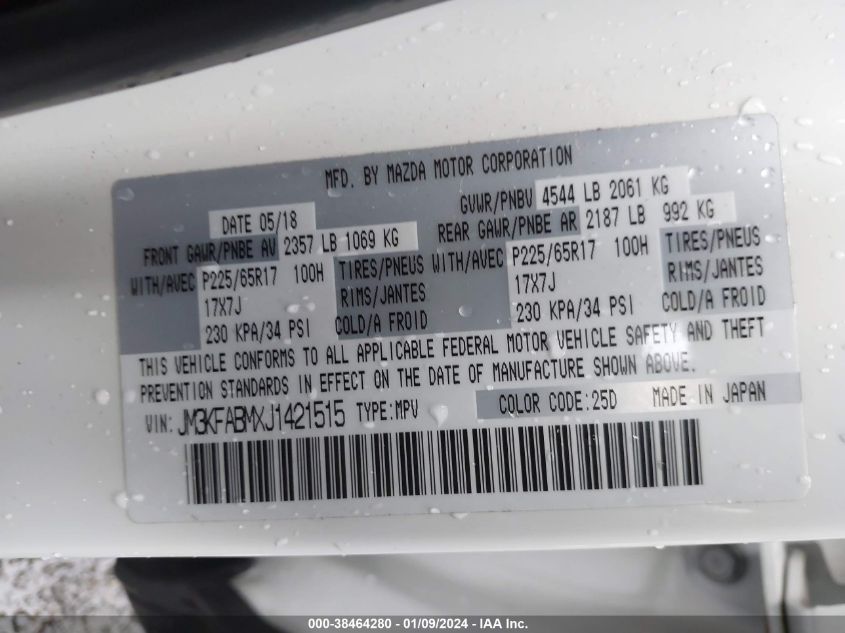 MFD. BY MAZDA MOTOR CORPORATION
DATE 05/18 GVWR/PNBV 4544 LB 2061 KG
FRONT GAWR/PNBE AV 2357 LB 1069 KG REAR GAWR/PNBE AR 2187 LB 992 KG
WITH/AVEC P225/65R17 100H TIRES/PNEUS WITH/AVEC P225/65R17 100H TIRES/PNEUS
17X7J RIMS/JANTES 17X7J RIMS/JANTES
230 KPA/34 PSI COLD/A FROID 230 KPA/34 PSI COLD/A FROID
THIS VEHICLE CONFORMS TO ALL APPLICABLE FEDERAL MOTOR VEHICLE SAFETY AND THEFT
PREVENTION STANDARDS IN EFFECT ON THE DATE OF MANUFACTURE SHOWN ABOVE.
VIN: JM3KFABMXJ1421515 TYPE:MPV COLOR CODE:25D MADE IN JAPAN
000-38464280 - 01/09/2024 - IAA Inc.